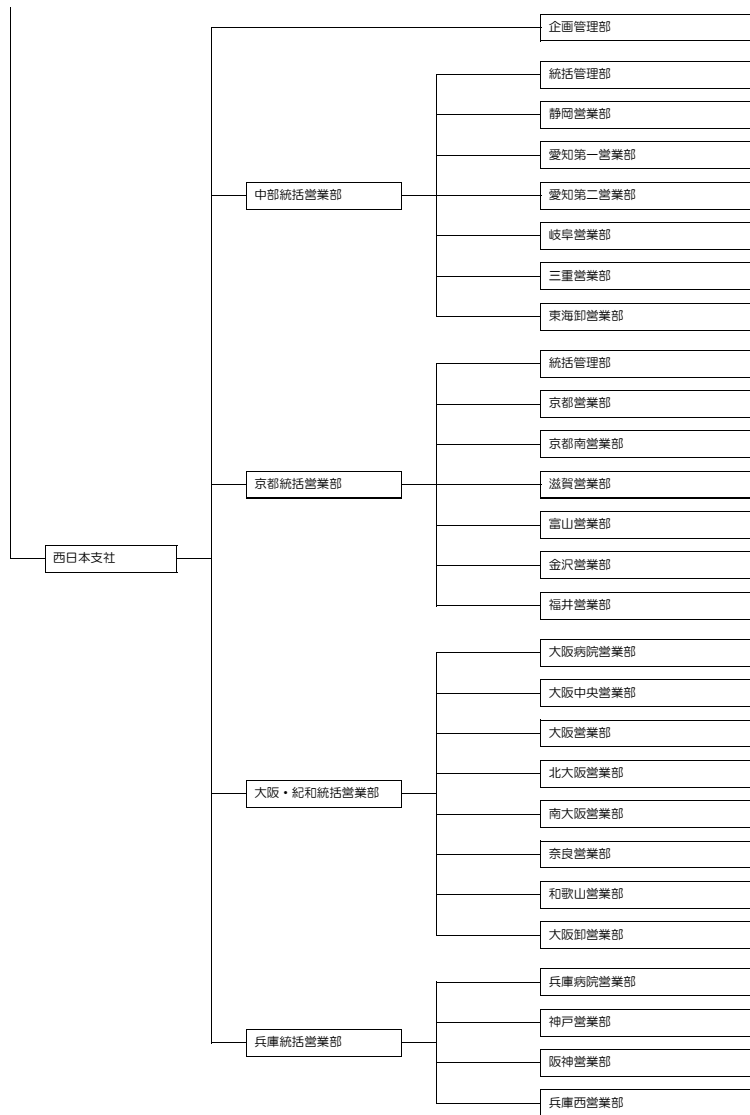 企画管理部
統括管理部
静岡営業部
愛知第一営業部
中部統括営業部
愛知第二営業部
岐阜営業部
三重営業部
東海卸営業部
統括管理部
京都営業部
京都南営業部
京都統括営業部
滋賀営業部
富山営業部
西日本支社
金沢営業部
福井営業部
大阪病院営業部
大阪中央営業部
大阪営業部
北大阪営業部
大阪・紀和統括営業部
南大阪営業部
奈良営業部
和歌山営業部
大阪卸営業部
兵庫病院営業部
神戸営業部
兵庫統括営業部
阪神営業部
兵庫西営業部